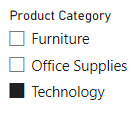 Product Category
Furniture
Office Supplies
Technology